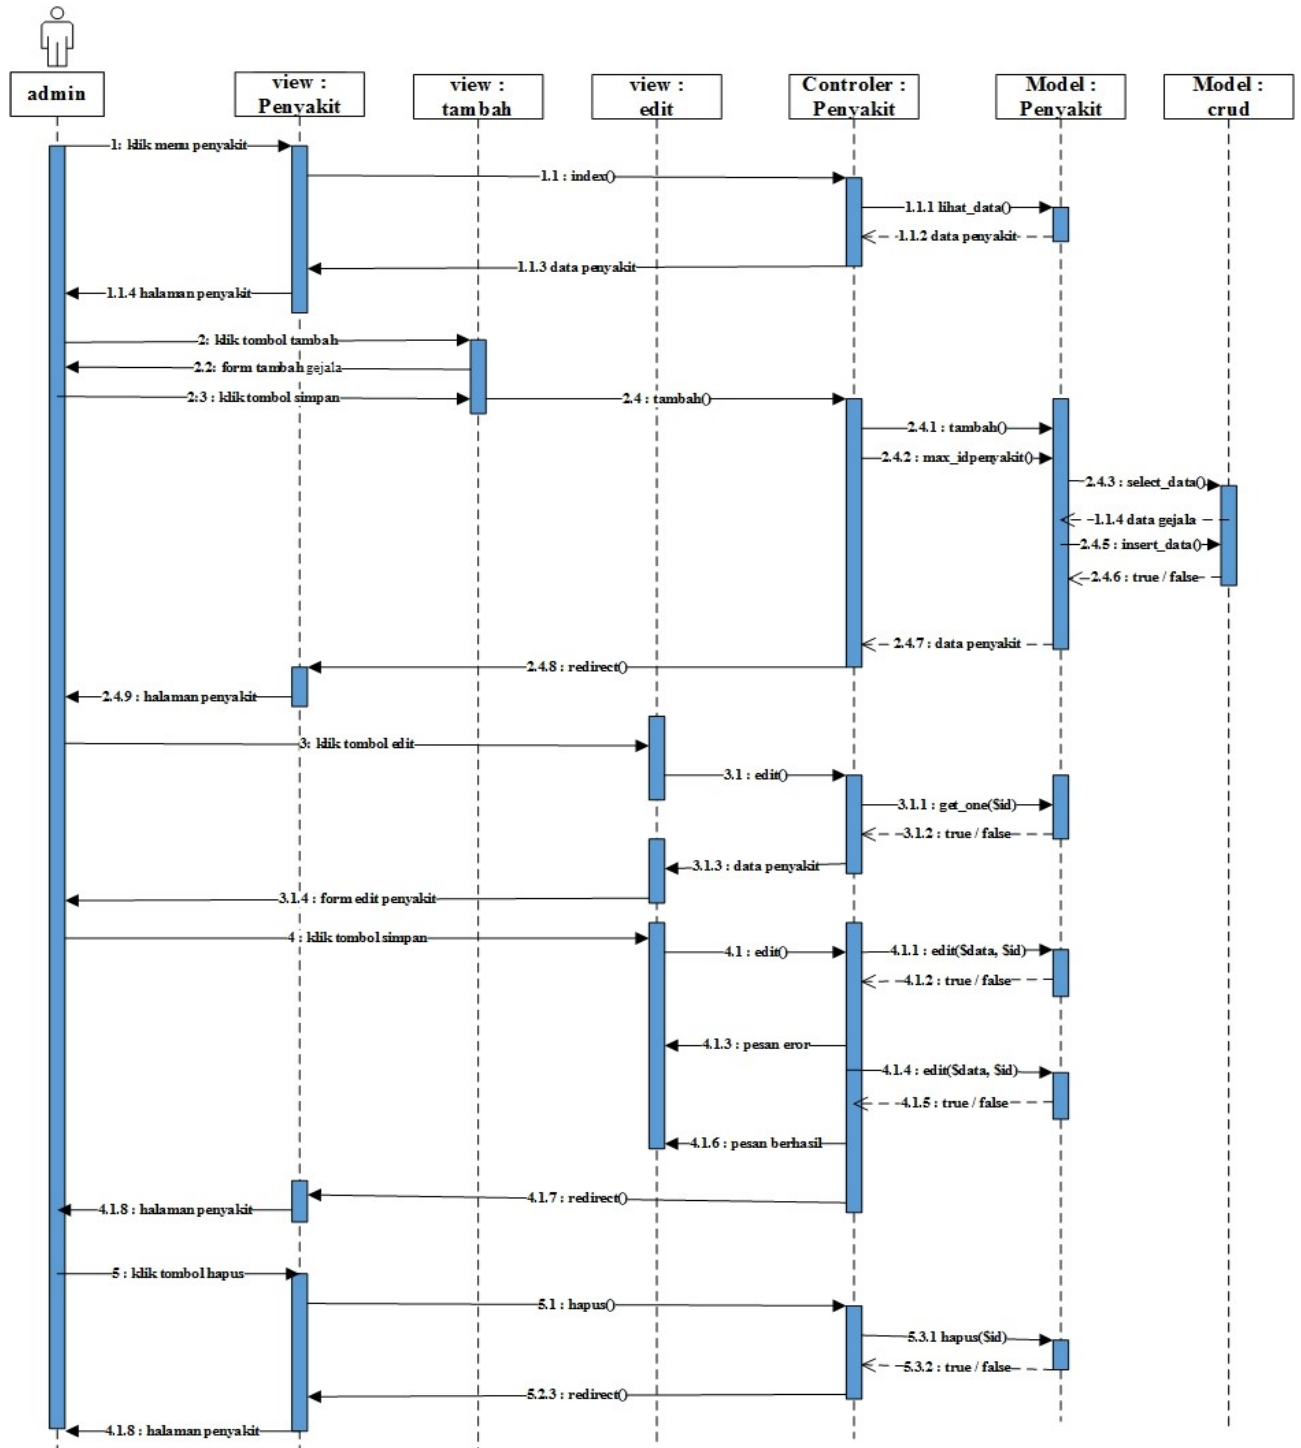 admin
view :
Penyakit
view :
tambah
view :
edit
Controler :
Penyakit
Model :
Penyakit
Model :
crud
1: klik menu penyakit
1.1 : index()
1.1.1 lihat_data()
1.1.2 data penyakit
1.1.3 data penyakit
1.1.4 halaman penyakit
2: klik tombol tambah
2.2: form tambah gejala
2.3 : klik tombol simpan
2.4 : tambah()
2.4.1 : tambah()
2.4.2 : max_idpenyakit()
2.4.3 : select_data()
1.1.4 data gejala
2.4.5 : insert_data()
2.4.6 : true / false
2.4.7 : data penyakit
2.4.8 : redirect()
2.4.9 : halaman penyakit
3: klik tombol edit
3.1 : edit()
3.1.1 : get_one($id)
3.1.2 : true / false
3.1.3 : data penyakit
3.1.4 : form edit penyakit
4 : klik tombol simpan
4.1 : edit()
4.1.1 : edit($data, $id)
4.1.2 : true / false
4.1.3 : pesan eror
4.1.4 : edit($data, $id)
4.1.5 : true / false
4.1.6 : pesan berhasil
4.1.7 : redirect()
4.1.8 : halaman penyakit
5 : klik tombol hapus
5.1 : hapus()
5.3.1 hapus($id)
5.3.2 : true / false
5.2.3 : redirect()
4.1.8 : halaman penyakit